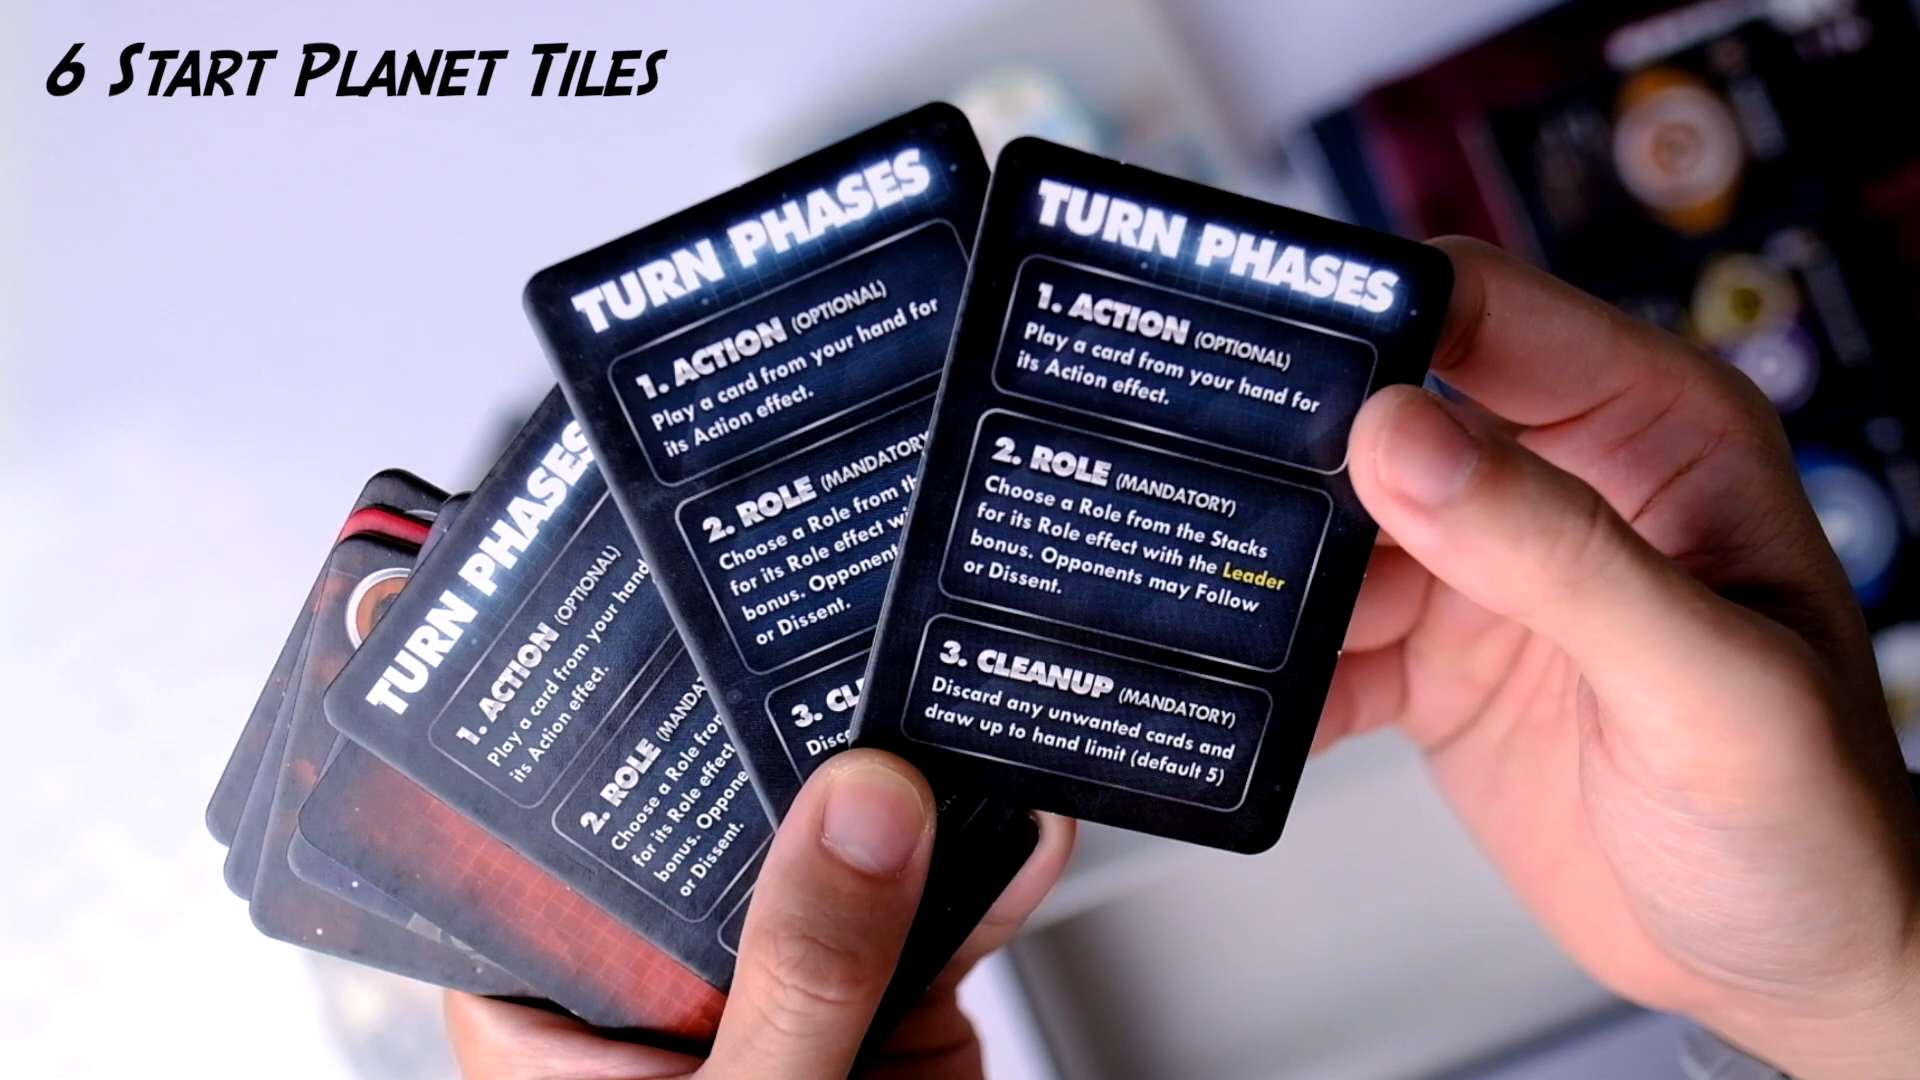 6 START PLANET TILES
TURN PHASES
1. ACTION (OPTIONAL)
Play a card from your hand
its Action effect.
2. ROLE (MANDA
Choose a Role from
for its Role effect
bonus. Oppone
or Dissent.
TURN PHASES
1. ACTION (OPTIONAL)
Play a card from your hand for
its Action effect.
2. ROLE (MANDATORY
Choose a Role from th
for its Role effect wi
bonus. Opponent
or Dissent.
3. CL
Disc
TURN PHASES
1. ACTION (OPTIONAL)
Play a card from your hand for
its Action effect.
2. ROLE (MANDATORY)
Choose a Role from the Stacks
for its Role effect with the Leader
bonus. Opponents may Follow
or Dissent.
3. CLEANUP (MANDATORY)
Discard any unwanted cards and
draw up to hand limit (default 5)